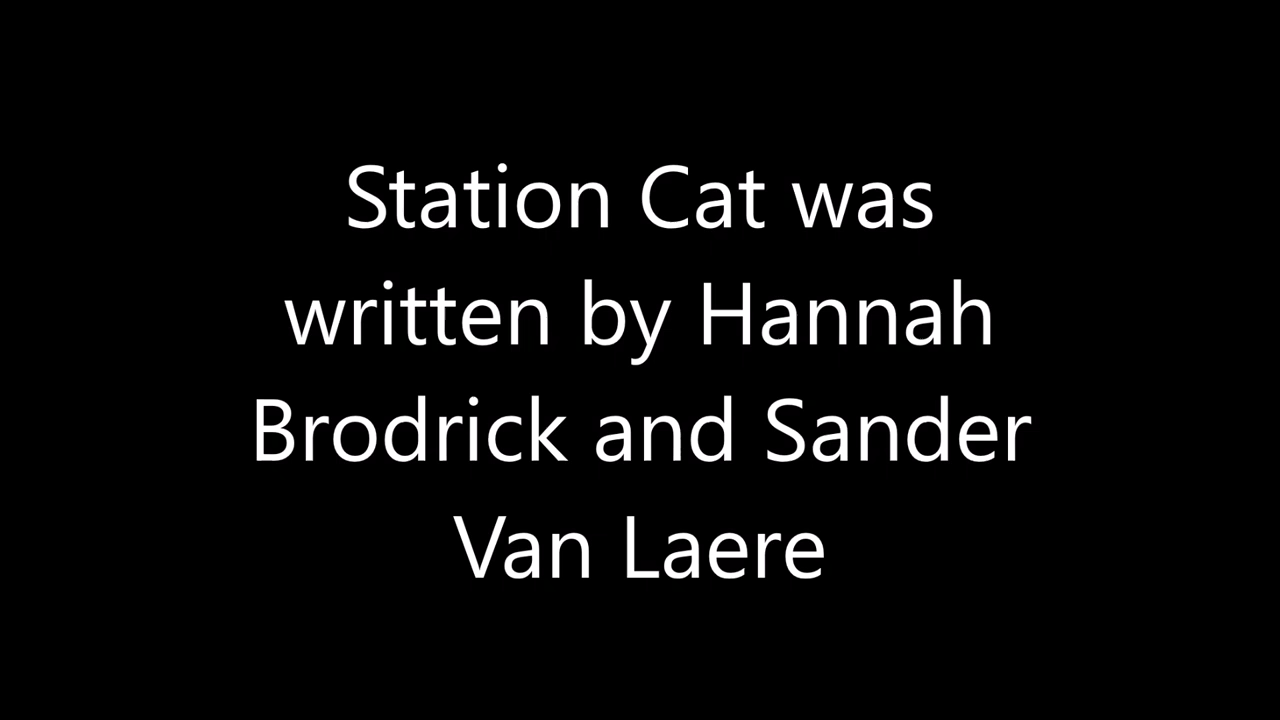 Station Cat was
written by Hannah
Brodrick and Sander
Van Laere